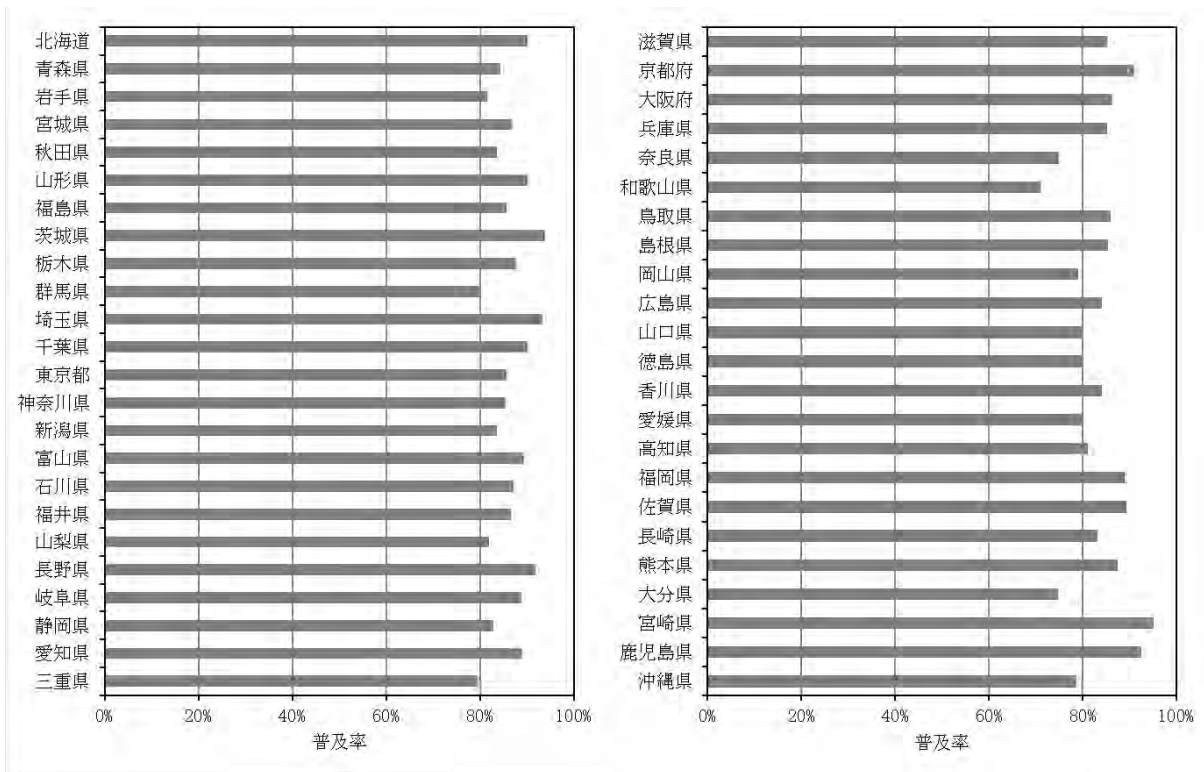 北海道
青森県
岩手県
宮城県
秋田県
山形県
福島県
茨城県
栃木県
群馬県
埼玉県
千葉県
東京都
神奈川県
新潟県
富山県
石川県
福井県
山梨県
長野県
岐阜県
静岡県
愛知県
三重県
0% 20% 40% 60% 80% 100%
普及率
滋賀県
京都府
大阪府
兵庫県
奈良県
和歌山県
鳥取県
島根県
岡山県
広島県
山口県
徳島県
香川県
愛媛県
高知県
福岡県
佐賀県
長崎県
熊本県
大分県
宮崎県
鹿児島県
沖縄県
0% 20% 40% 60% 80% 100%
普及率